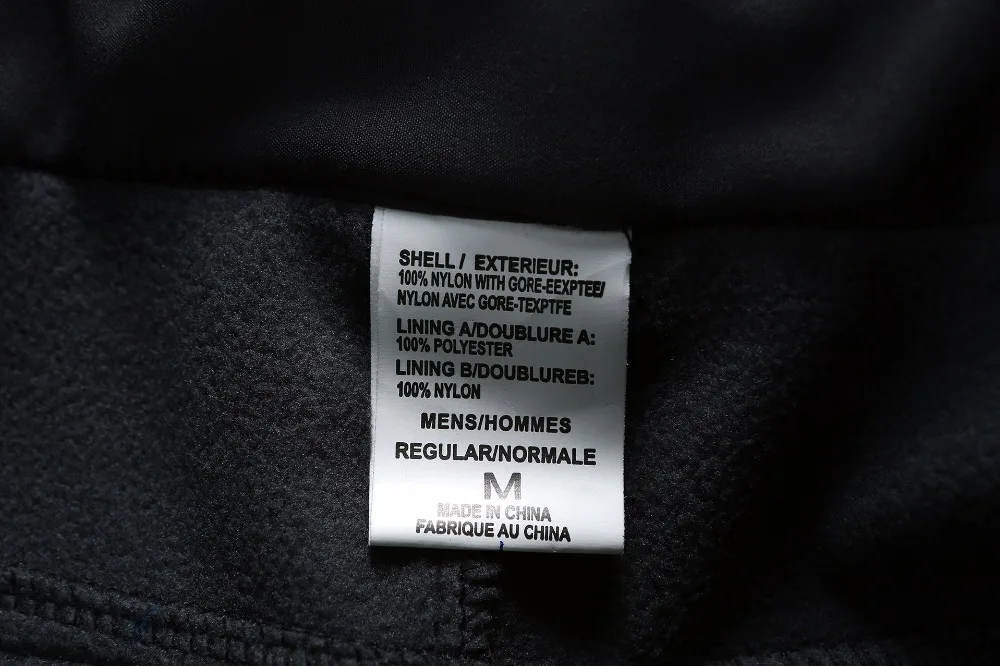 SHELL / EXTERIEUR:
100% NYLON WITH GORE-EEXPTEE/
NYLON AVEC GORE-TEXPTFE
LINING A/DOUBLURE A:
100% POLYESTER
LINING B/DOUBLUREB:
100% NYLON
MENS/HOMMES
REGULAR/NORMALE
M
MADE IN CHINA
FABRIQUE AU CHINA